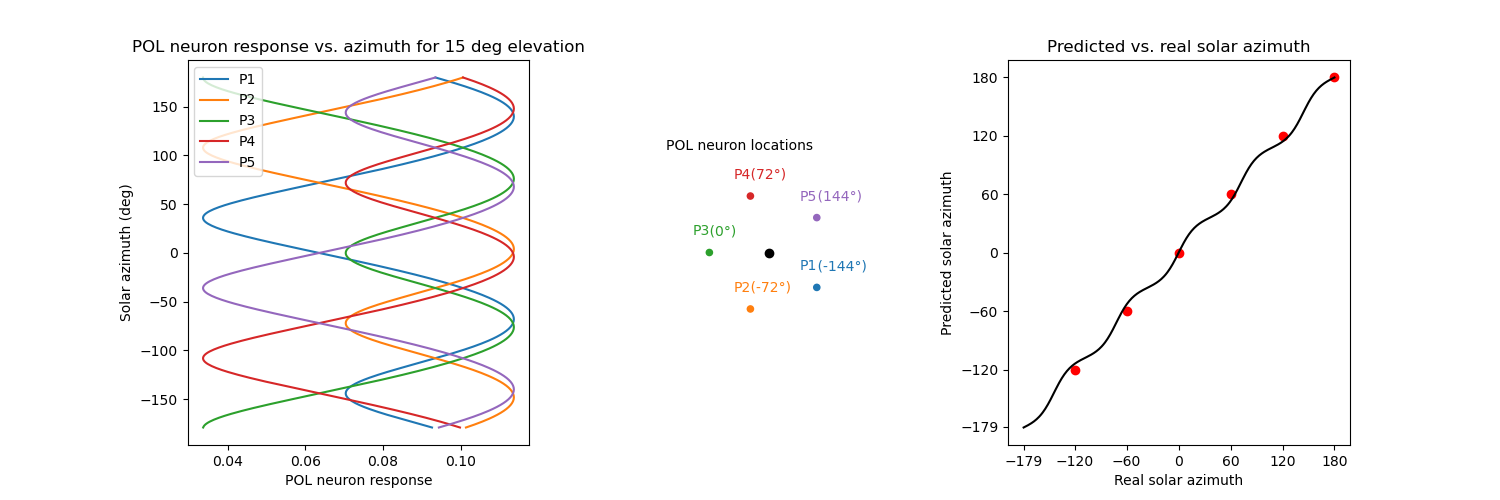 POL neuron response vs. azimuth for 15 deg elevation
Solar azimuth (deg)
150
100
50
0
−50
−100
−150
P1
P2
P3
P4
P5
0.04 0.06 0.08 0.10
POL neuron response
POL neuron locations
P4(72°)
P5(144°)
P3(0°)
P1(-144°)
P2(-72°)
Predicted vs. real solar azimuth
Predicted solar azimuth
180
120
60
0
−60
−120
−179
−179 −120 −60 0 60 120 180
Real solar azimuth